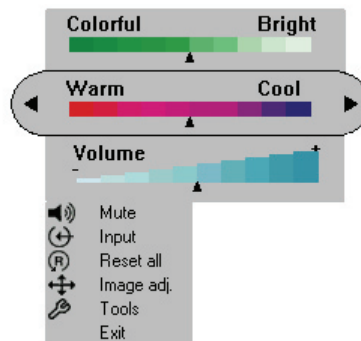 Colorful Bright
Warm Cool
Volume
- +
Mute
Input
R Reset all
Image adj.
Tools
Exit